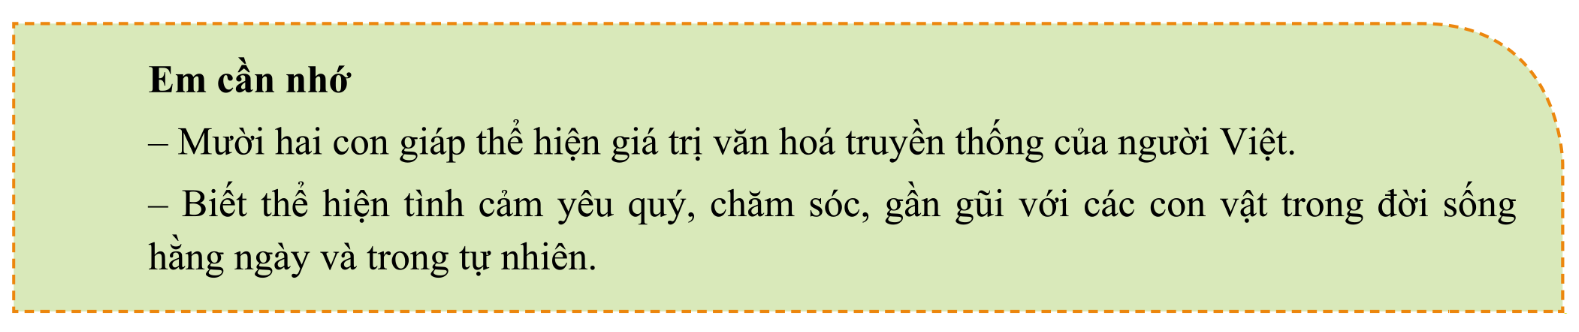 Em cần nhớ
– Mười hai con giáp thể hiện giá trị văn hoá truyền thống của người Việt.
– Biết thể hiện tình cảm yêu quý, chăm sóc, gần gũi với các con vật trong đời sống
hằng ngày và trong tự nhiên.